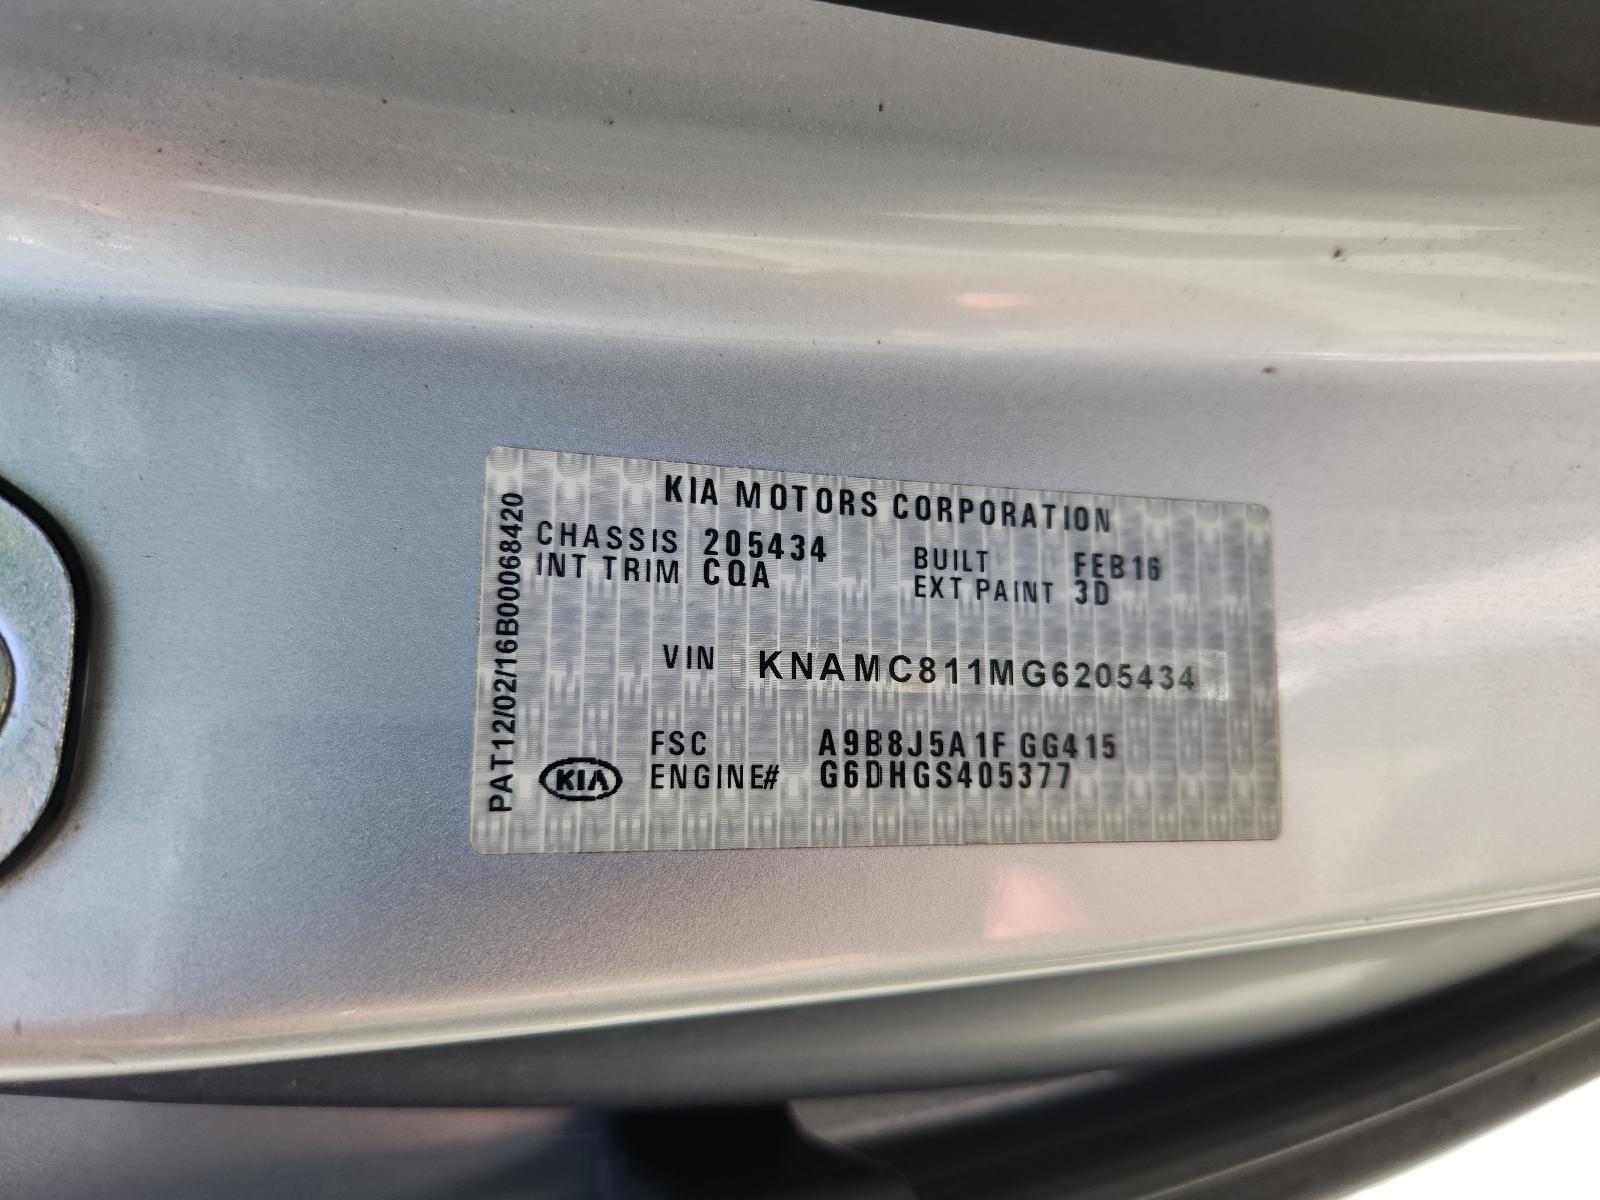 KIA MOTORS CORPORATION
CHASSIS 205434 BUILT FEB16
INT TRIM CQA EXT PAINT 3D
VIN KNAMC811MG6205434
FSC A9B8J5A1F GG415
KIA ENGINE# G6DHGS405377
PAT12/02/16B00068420